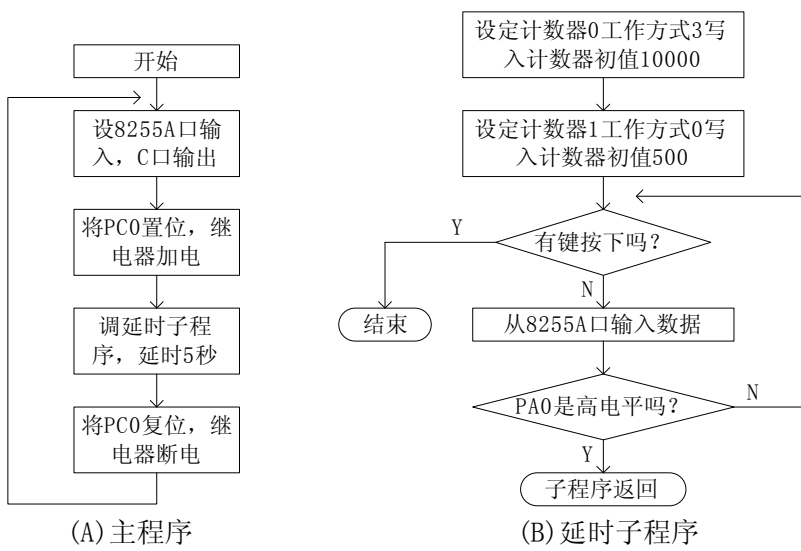 开始
设8255A口输
入，C口输出
将PC0置位，继
电器加电
调延时子程
序，延时5秒
将PC0复位，继
电器断电
(A)主程序
设定计数器0工作方式3写
入计数器初值10000
设定计数器1工作方式0写
入计数器初值500
有键按下吗？
Y
N
结束
从8255A口输入数据
PA0是高电平吗？
N
Y
子程序返回
(B)延时子程序